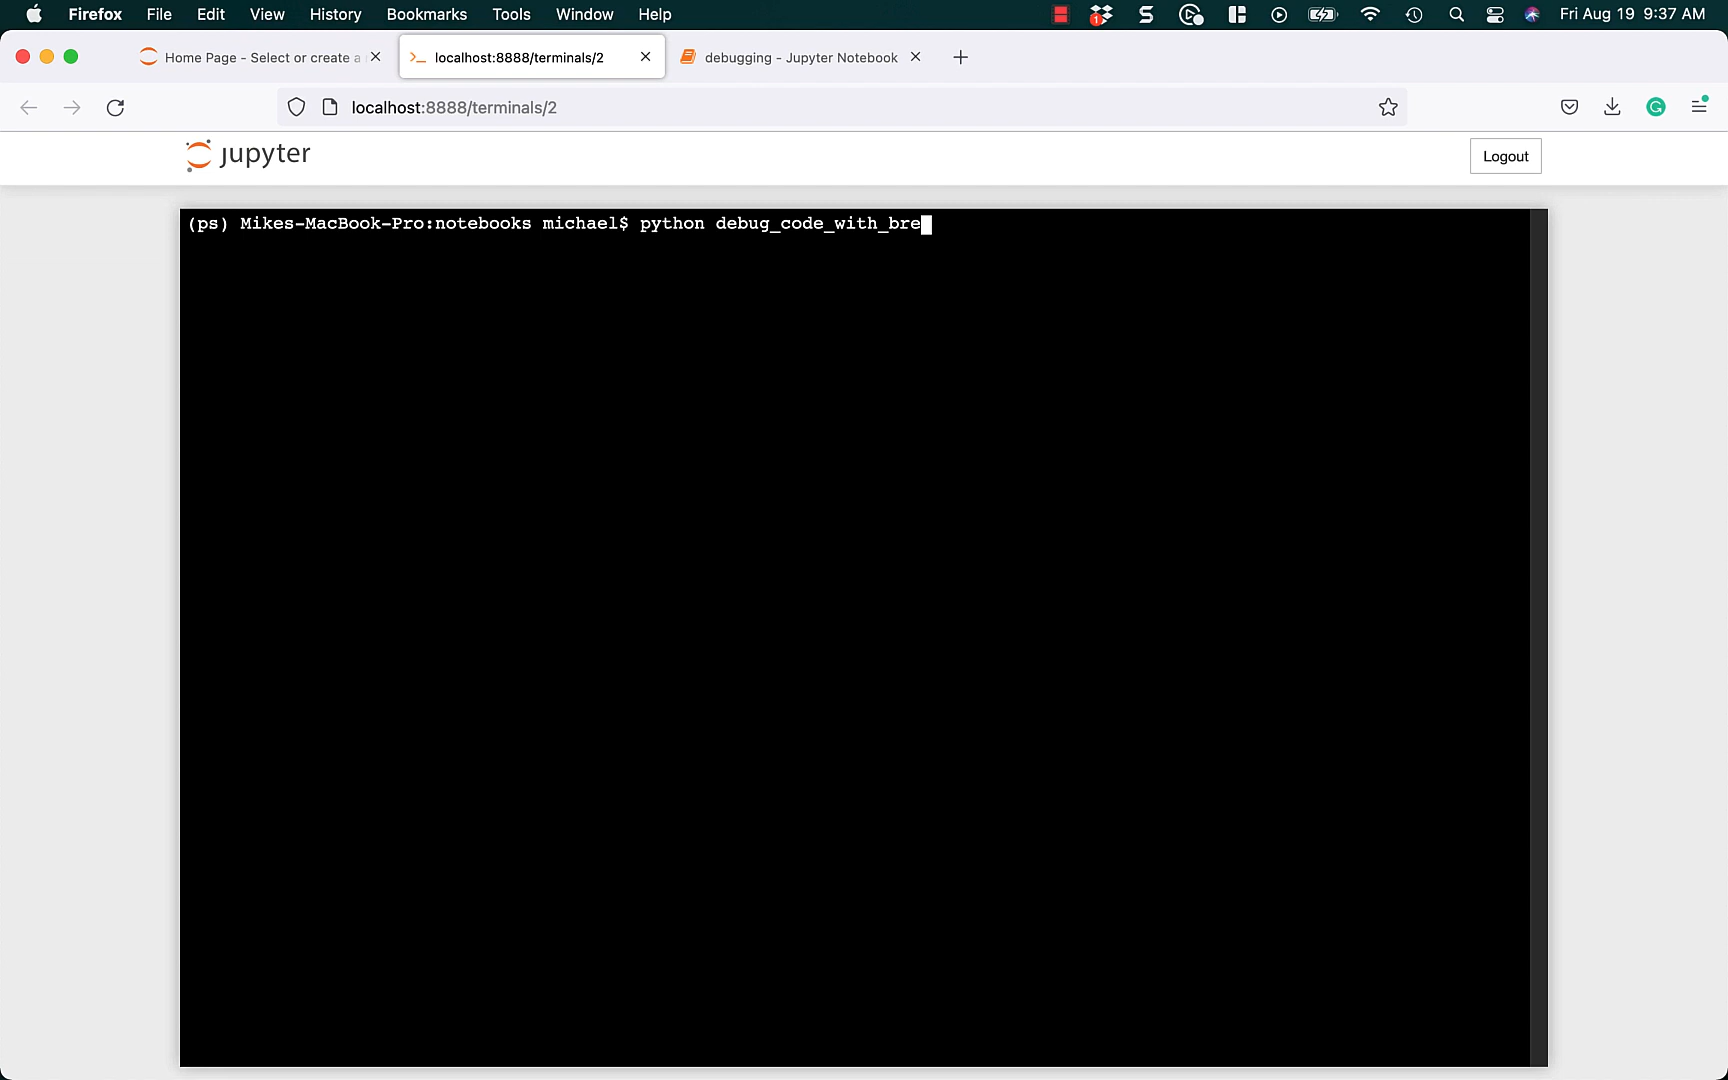 Firefox File Edit View History Bookmarks Tools Window Help 1 Fri Aug 19 9:37 AM
Home Page - Select or create a localhost:8888/terminals/2 debugging - Jupyter Notebook
localhost:8888/terminals/2
jupyter Logout
(ps) Mikes-MacBook-Pro:notebooks michael$ python debug_code_with_bre